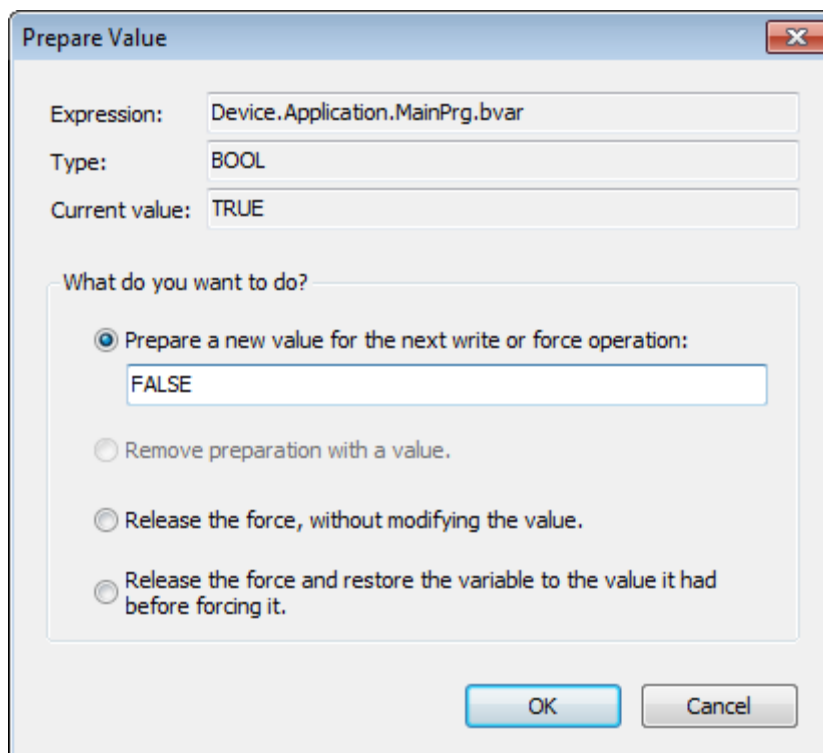 Prepare Value
Expression: Device.Application.MainPrg.bvar
Type: BOOL
Current value: TRUE
What do you want to do?
Prepare a new value for the next write or force operation:
FALSE
Remove preparation with a value.
Release the force, without modifying the value.
Release the force and restore the variable to the value it had
before forcing it.
OK Cancel